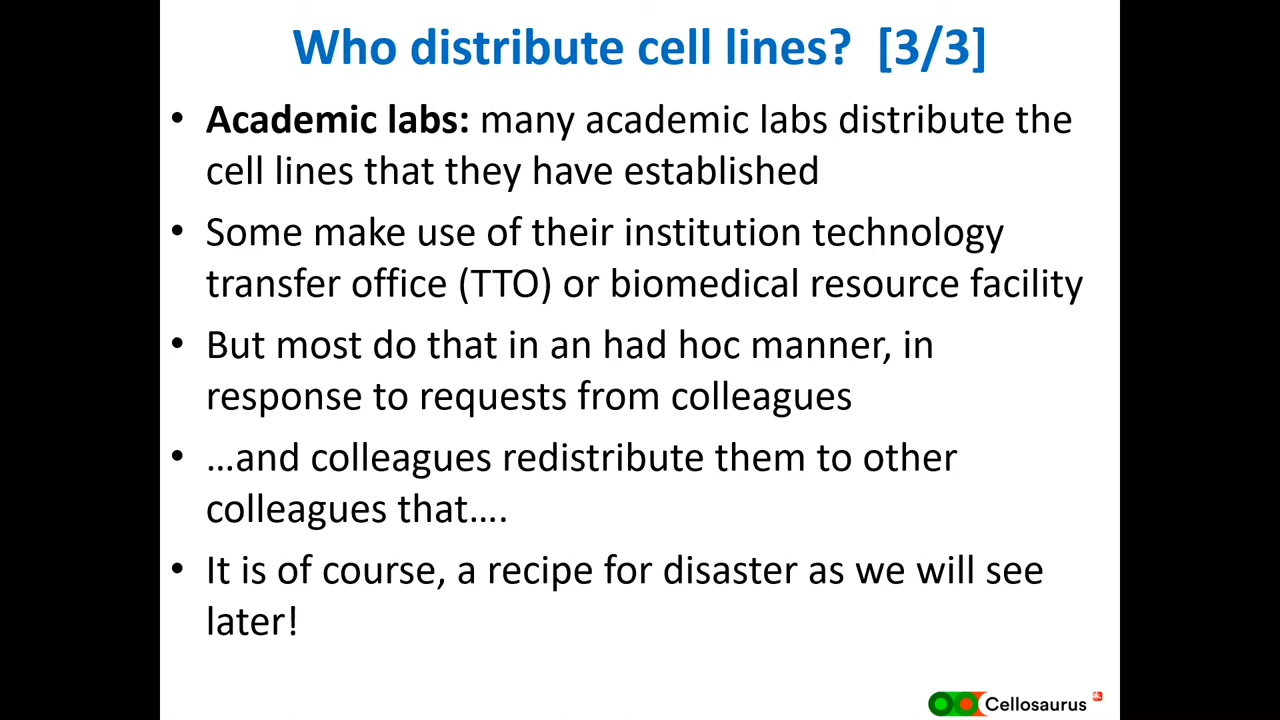 Who distribute cell lines? [3/3]
• Academic labs: many academic labs distribute the
cell lines that they have established
• Some make use of their institution technology
transfer office (TTO) or biomedical resource facility
• But most do that in an had hoc manner, in
response to requests from colleagues
• …and colleagues redistribute them to other
colleagues that….
• It is of course, a recipe for disaster as we will see
later!
Cellosaurus